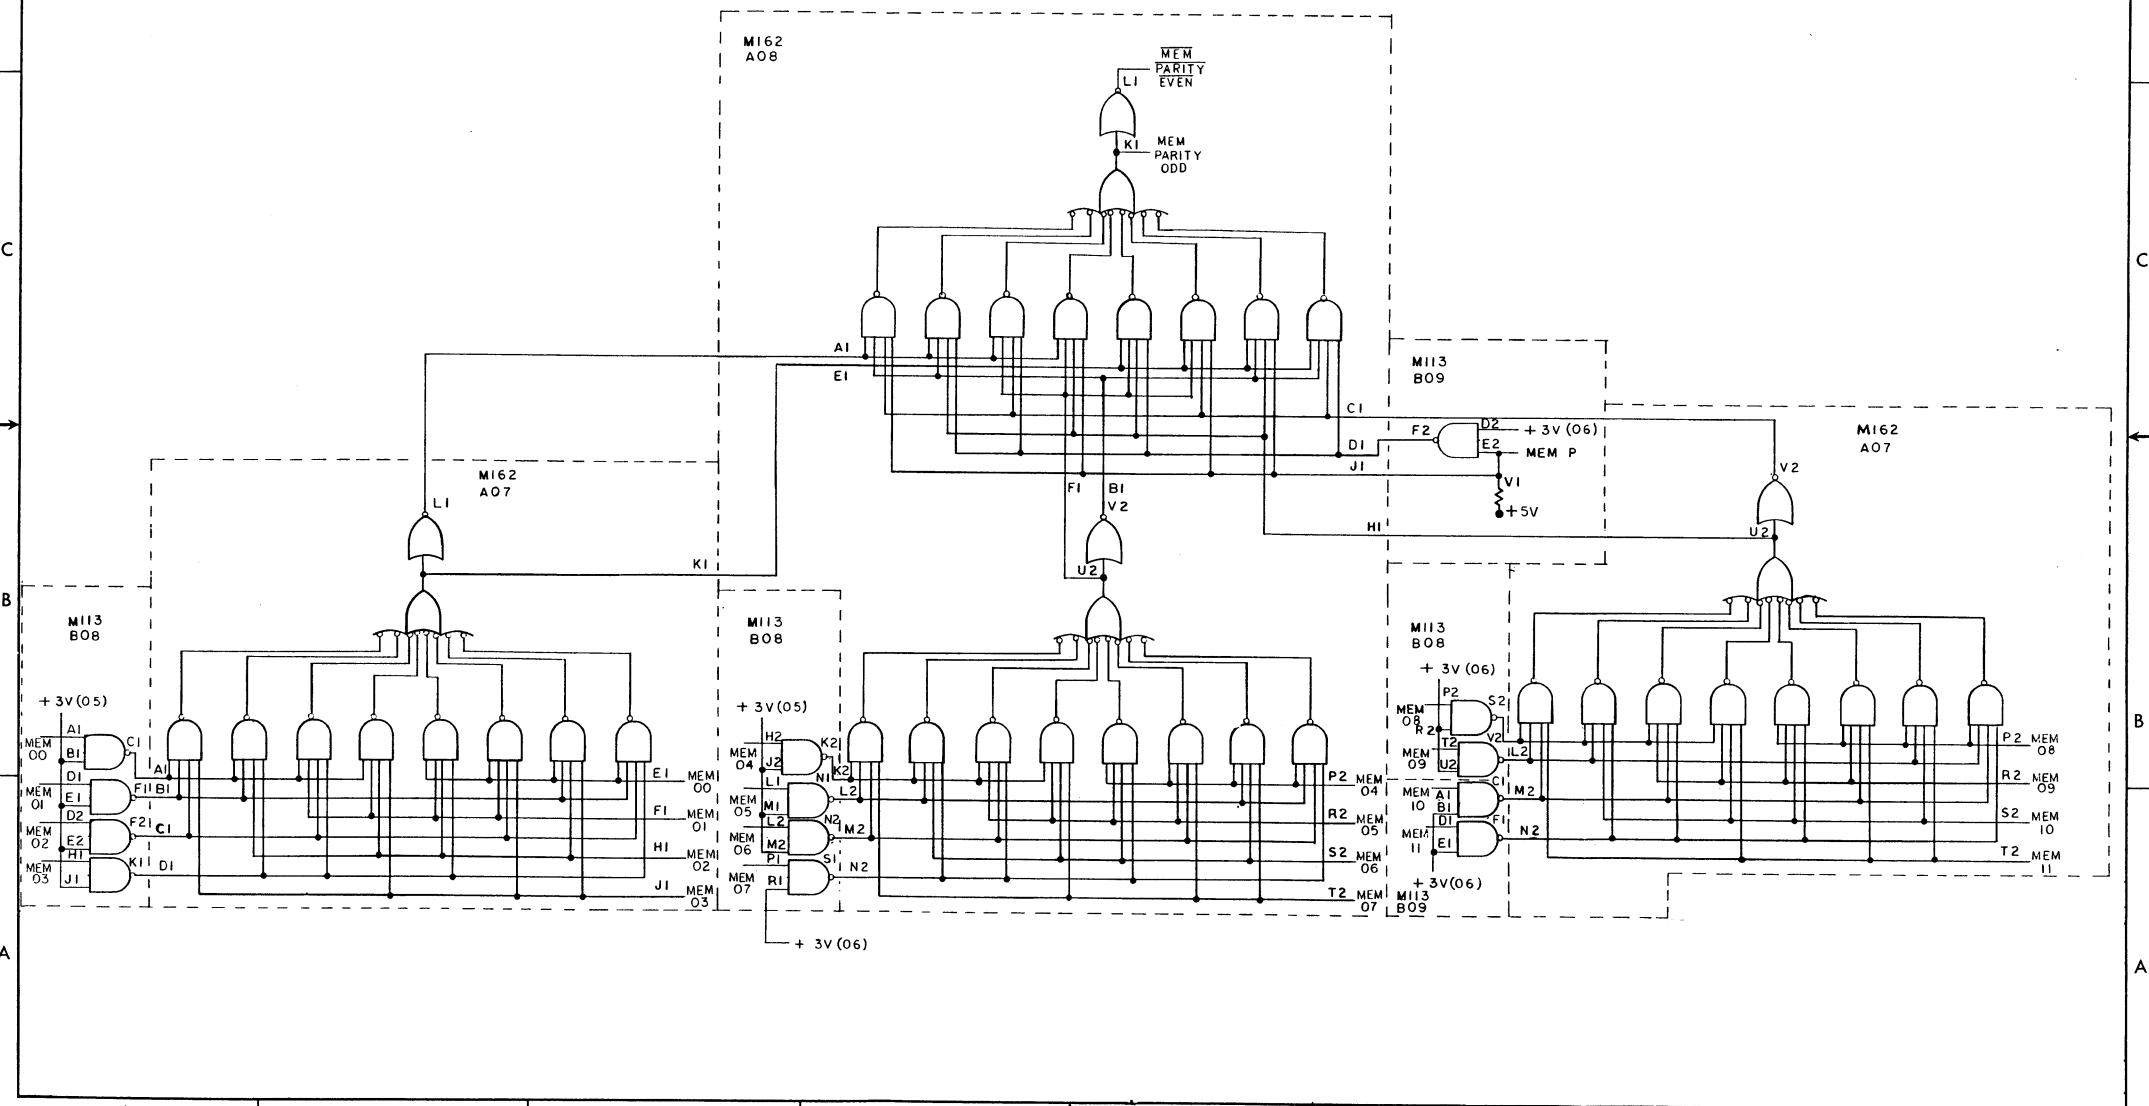 M162
A08
MEM
PARITY
EVEN
L1
K1
MEM
PARITY
ODD
C
C
A1
E1
M113
B09
C1
F2
D2
+3V(06)
E2
MEM P
D1
J1
V1
+5V
M162
A07
V2
U2
H1
F1
B1
V2
U2
M162
A07
L1
K1
B
B
M113
B08
+3V(05)
A1
MEM
00
B1
C1
D1
MEM
01
E1
F1
D2
MEM
02
E2
F2
H1
MEM
03
J1
K1
A1
B1
C1
D1
E1
MEM
00
F1
MEM
01
H1
MEM
02
J1
MEM
03
M113
B08
+3V(05)
H2
MEM
04
J2
K2
L1
MEM
05
M1
N1
L2
MEM
06
M2
N2
P1
MEM
07
R1
S1
+3V(06)
K2
L2
M2
N2
P2 MEM
04
R2 MEM
05
S2 MEM
06
T2 MEM
07
M113
B08
+3V(06)
P2
MEM
08
R2
S2
T2
MEM
09
U2
V2
L2
MEM
10
A1
B1
C1
M2
D1
MEM
11
E1
F1
N2
+3V(06)
M113
B09
P2 MEM
08
R2 MEM
09
S2 MEM
10
T2 MEM
11
A
A